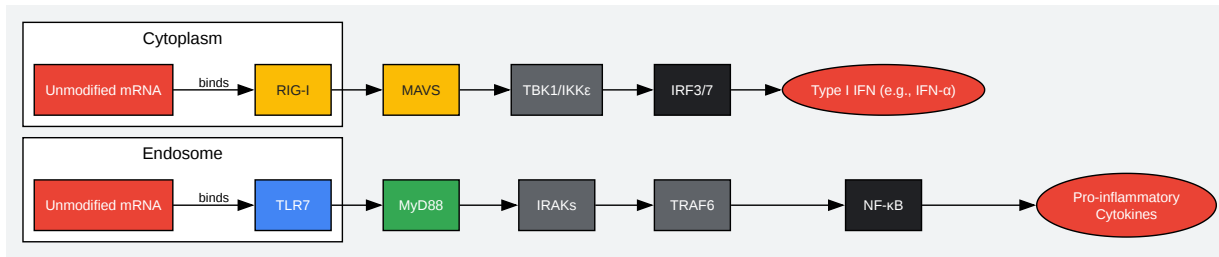 Cytoplasm
Unmodified mRNA
binds
RIG-I
MAVS
TBK1/IKKε
IRF3/7
Type I IFN (e.g., IFN-α)
Endosome
Unmodified mRNA
binds
TLR7
MyD88
IRAKs
TRAF6
NF-κB
Pro-inflammatory
Cytokines